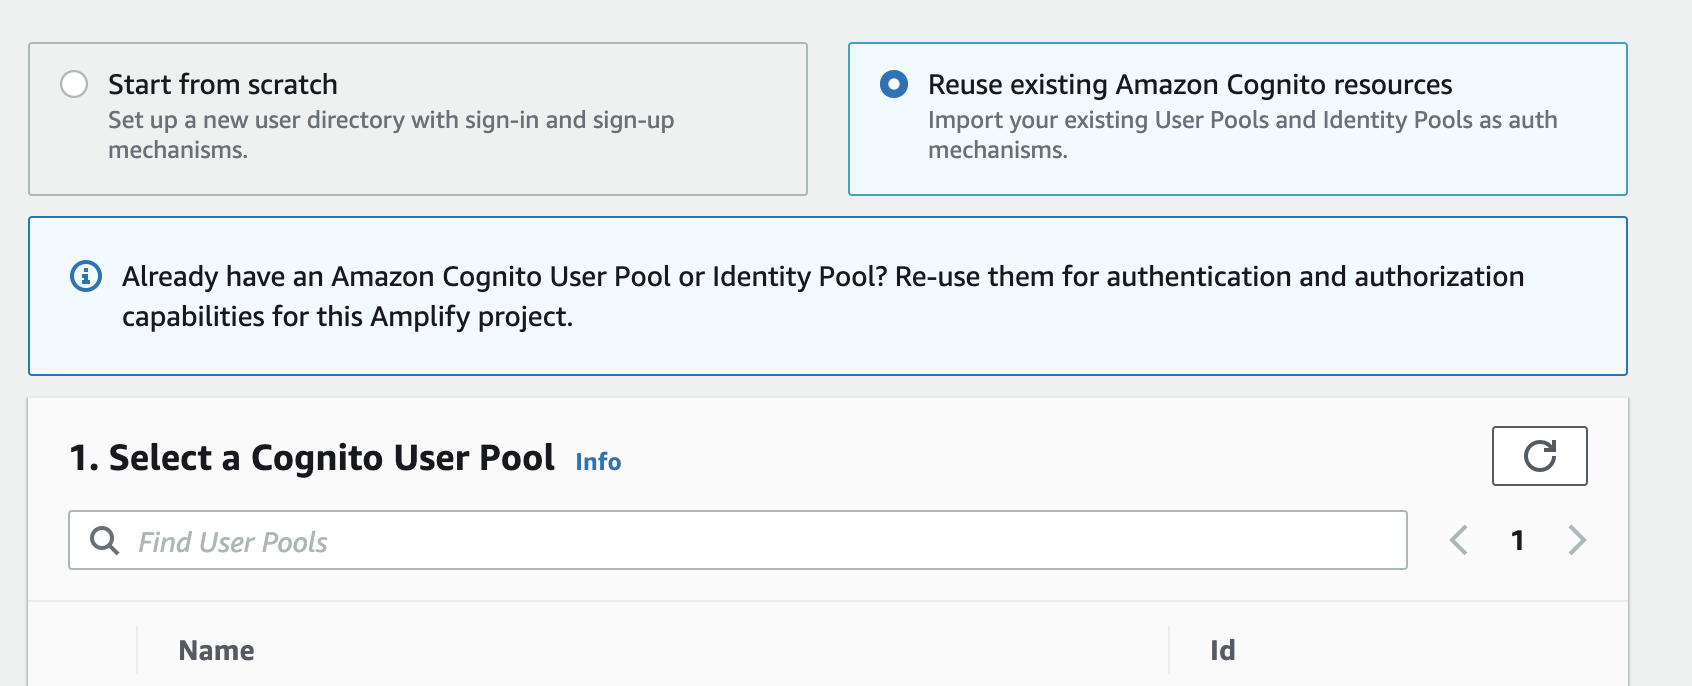 Start from scratch
Set up a new user directory with sign-in and sign-up
mechanisms.
Reuse existing Amazon Cognito resources
Import your existing User Pools and Identity Pools as auth
mechanisms.
Already have an Amazon Cognito User Pool or Identity Pool? Re-use them for authentication and authorization
capabilities for this Amplify project.
1. Select a Cognito User Pool Info
Find User Pools
1
Name
Id